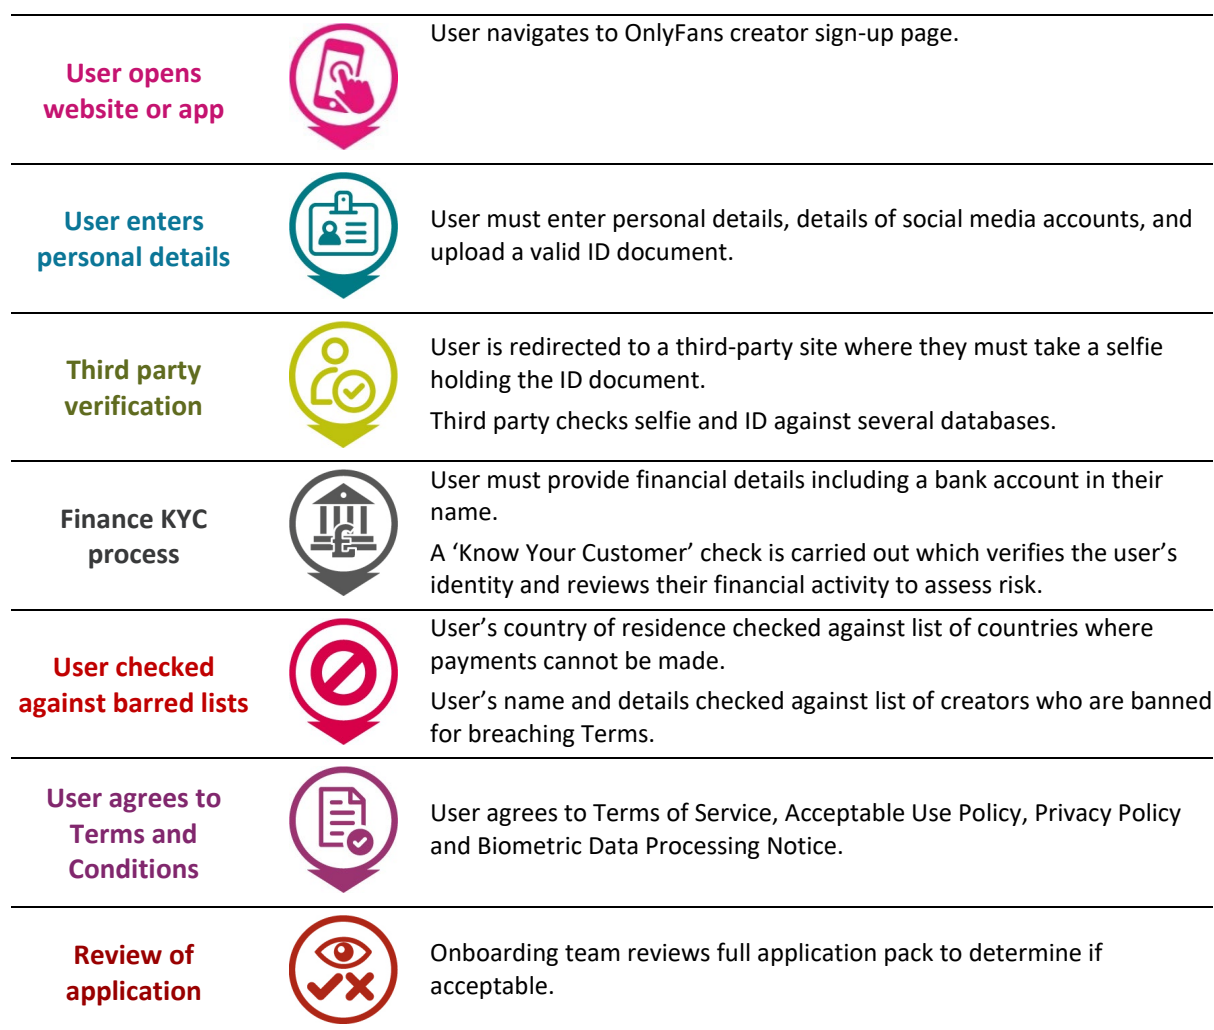 User opens
website or app
User navigates to OnlyFans creator sign-up page.
User enters
personal details
User must enter personal details, details of social media accounts, and
upload a valid ID document.
Third party
verification
User is redirected to a third-party site where they must take a selfie
holding the ID document.
Third party checks selfie and ID against several databases.
Finance KYC
process
User must provide financial details including a bank account in their
name.
A ‘Know Your Customer’ check is carried out which verifies the user’s
identity and reviews their financial activity to assess risk.
User checked
against barred lists
User’s country of residence checked against list of countries where
payments cannot be made.
User’s name and details checked against list of creators who are banned
for breaching Terms.
User agrees to
Terms and
Conditions
User agrees to Terms of Service, Acceptable Use Policy, Privacy Policy
and Biometric Data Processing Notice.
Review of
application
Onboarding team reviews full application pack to determine if
acceptable.